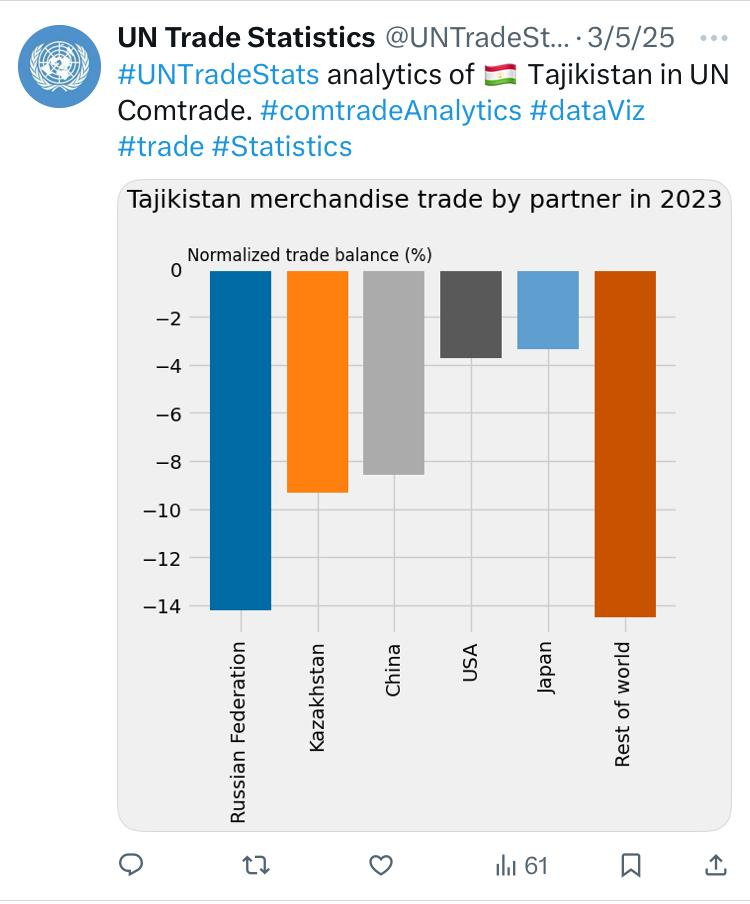 UN Trade Statistics @UNTradeSt... · 3/5/25
#UNTradeStats analytics of 🇹🇯 Tajikistan in UN
Comtrade. #comtradeAnalytics #dataViz
#trade #Statistics
Tajikistan merchandise trade by partner in 2023
Normalized trade balance (%)
0
−2
−4
−6
−8
−10
−12
−14
Russian Federation
Kazakhstan
China
USA
Japan
Rest of world
61